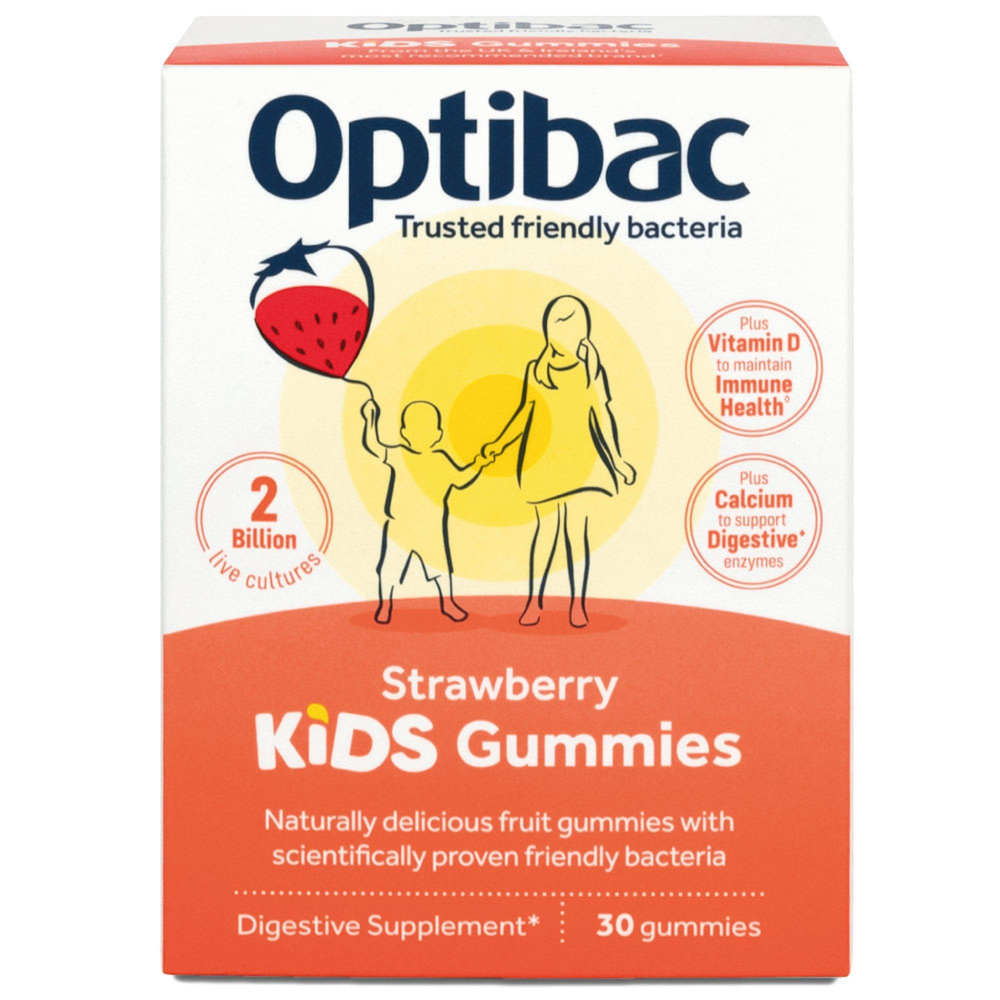 Optibac
Trusted friendly bacteria
KiDS Gummies
From the UK & Ireland's
most recommended brand
Optibac
Trusted friendly bacteria
Plus
Vitamin D
to maintain
Immune
Health◊
2
Billion
live cultures
Plus
Calcium
to support
Digestive♦
enzymes
Strawberry
KiDS Gummies
Naturally delicious fruit gummies with
scientifically proven friendly bacteria
Digestive Supplement*
30 gummies